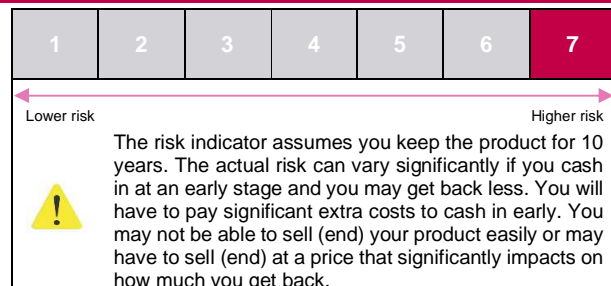 1 2 3 4 5 6 7
Lower risk Higher risk
The risk indicator assumes you keep the product for 10
years. The actual risk can vary significantly if you cash
in at an early stage and you may get back less. You will
have to pay significant extra costs to cash in early. You
may not be able to sell (end) your product easily or may
have to sell (end) at a price that significantly impacts on
how much you get back.